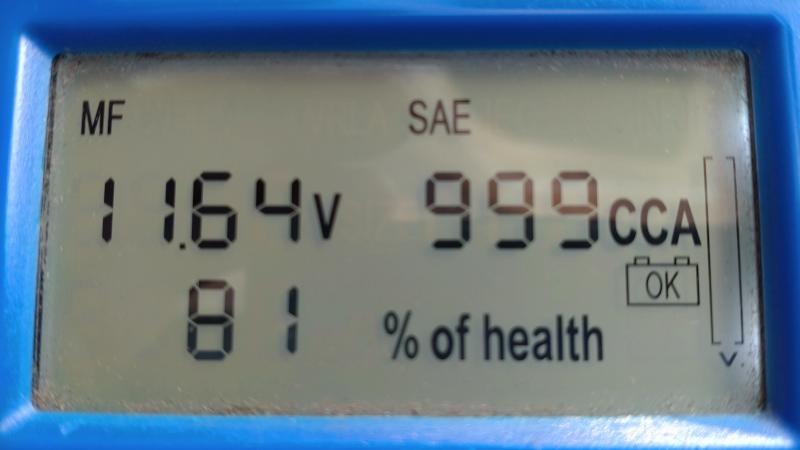 MF SAE
11.64V 999CCA
OK
81 % of health